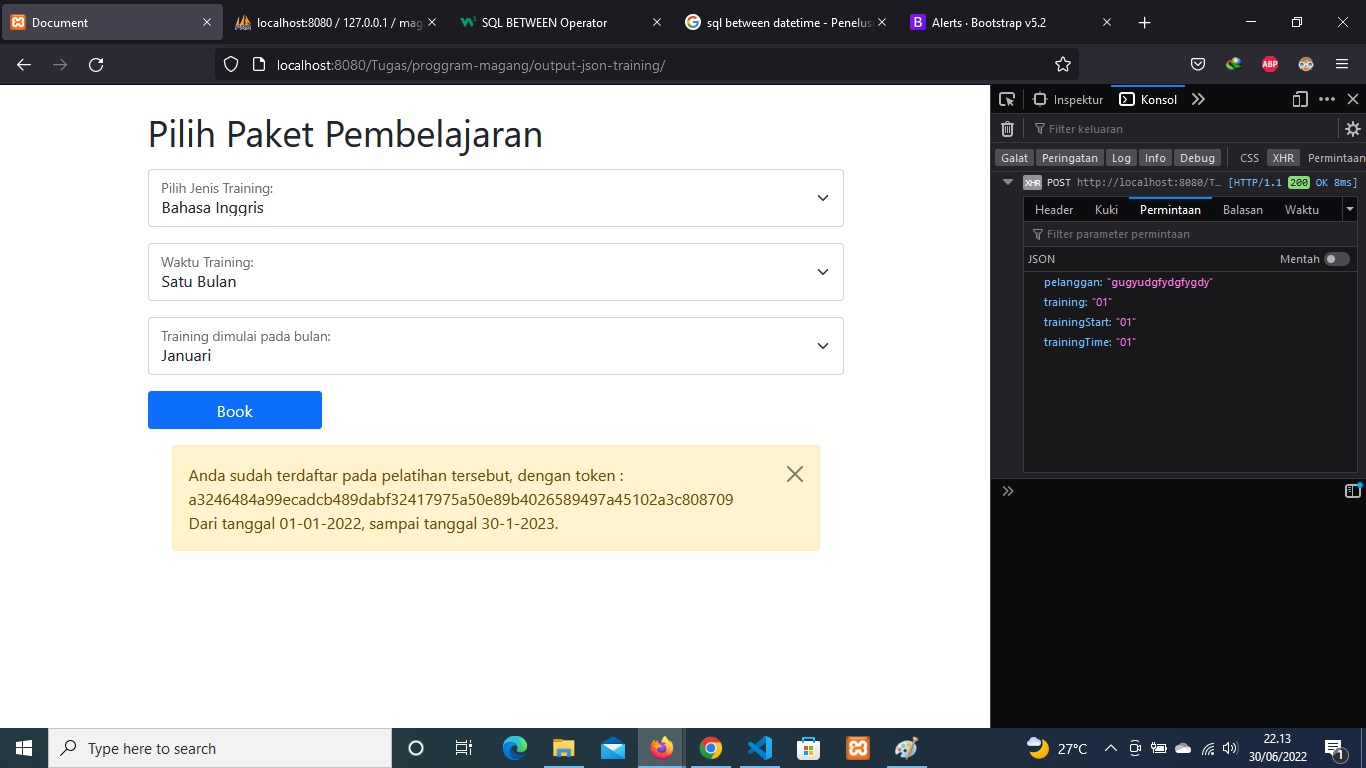 Document
localhost:8080 / 127.0.0.1 / mag
SQL BETWEEN Operator
sql between datetime - Penelus
Alerts · Bootstrap v5.2
localhost:8080/Tugas/proggram-magang/output-json-training/
ABP
Pilih Paket Pembelajaran
Pilih Jenis Training:
Bahasa Inggris
Waktu Training:
Satu Bulan
Training dimulai pada bulan:
Januari
Book
Anda sudah terdaftar pada pelatihan tersebut, dengan token :
a3246484a99ecadcb489dabf32417975a50e89b4026589497a45102a3c808709
Dari tanggal 01-01-2022, sampai tanggal 30-1-2023.
Inspektur Konsol
Filter keluaran
Galat Peringatan Log Info Debug CSS XHR Permintaan
XHR POST http://localhost:8080/T... [HTTP/1.1 200 OK 8ms]
Header Kuki Permintaan Balasan Waktu
Filter parameter permintaan
JSON Mentah
pelanggan: "gugyudgfydgfygdy"
training: "01"
trainingStart: "01"
trainingTime: "01"
Type here to search
27°C
22.13
30/06/2022
1